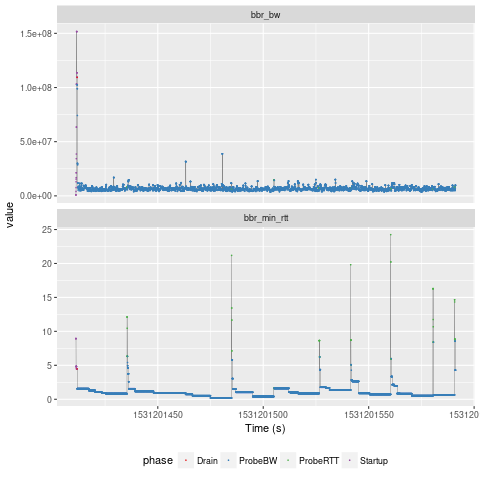 bbr_bw
1.5e+08
1.0e+08
5.0e+07
0.0e+00
value
bbr_min_rtt
25
20
15
10
5
0
1531201450 1531201500 1531201550 153120
Time (s)
phase Drain ProbeBW ProbeRTT Startup